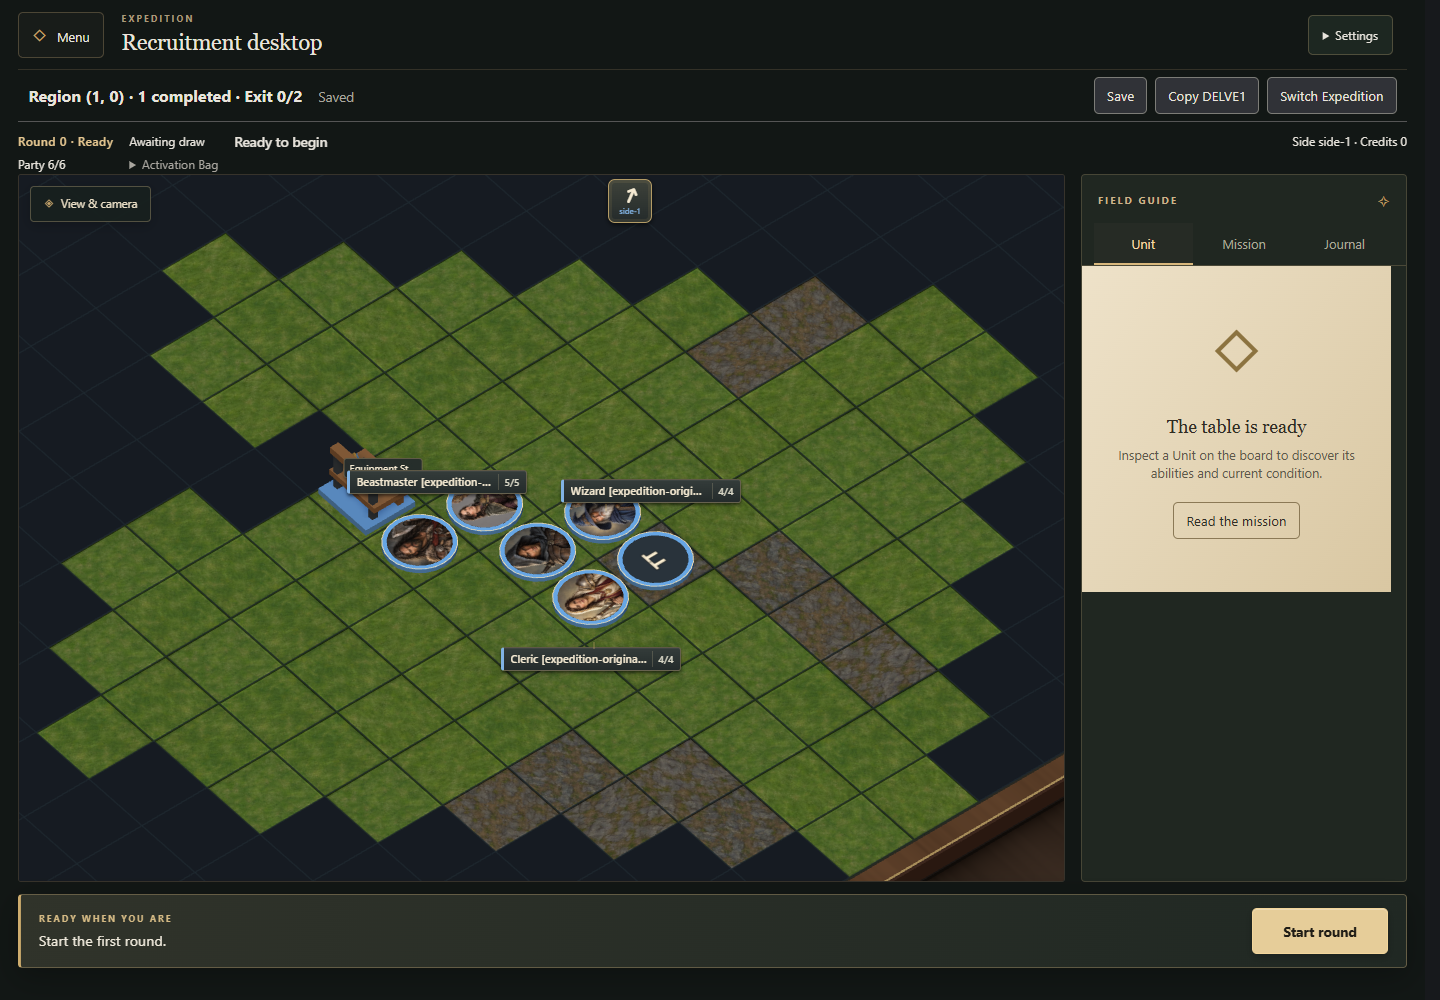 Menu
EXPEDITION
Recruitment desktop
Settings
Region (1, 0) · 1 completed · Exit 0/2 Saved
Save
Copy DELVE1
Switch Expedition
Round 0 · Ready
Awaiting draw
Ready to begin
Side side-1 · Credits 0
Party 6/6
Activation Bag
View & camera
side-1
Equipment St...
Beastmaster [expedition-... 5/5
Wizard [expedition-origi... 4/4
Cleric [expedition-origina... 4/4
FIELD GUIDE
Unit
Mission
Journal
The table is ready
Inspect a Unit on the board to discover its
abilities and current condition.
Read the mission
READY WHEN YOU ARE
Start the first round.
Start round